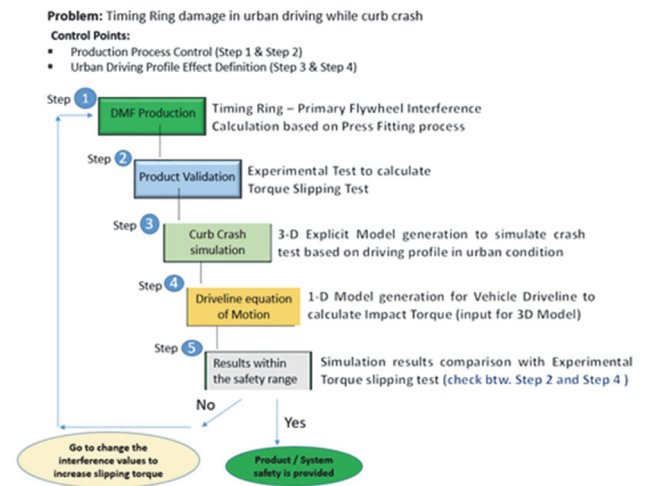 Problem: Timing Ring damage in urban driving while curb crash
Control Points:
▪ Production Process Control (Step 1 & Step 2)
▪ Urban Driving Profile Effect Definition (Step 3 & Step 4)
Step 1
DMF Production
Timing Ring – Primary Flywheel Interference
Calculation based on Press Fitting process
Step 2
Product Validation
Experimental Test to calculate
Torque Slipping Test
Step 3
Curb Crash
simulation
3-D Explicit Model generation to simulate crash
test based on driving profile in urban condition
Step 4
Driveline equation
of Motion
1-D Model generation for Vehicle Driveline to
calculate Impact Torque (input for 3D Model)
Step 5
Results within
the safety range
Simulation results comparison with Experimental
Torque slipping test (check btw. Step 2 and Step 4 )
No
Yes
Go to change the
interference values to
increase slipping torque
Product / System
safety is provided